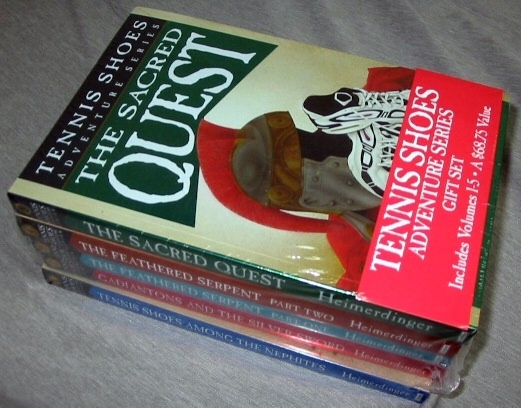 TENNIS SHOES
ADVENTURE SERIES
THE SACRED
QUEST
TENNIS SHOES
ADVENTURE SERIES
GIFT SET
Includes Volumes 1-5 • A $68.75 Value
THE SACRED QUEST Heimerdinger
THE FEATHERED SERPENT PART TWO Heimerdinger
THE FEATHERED SERPENT PART ONE Heimerdinger
GADIANTONS AND THE SILVER SWORD Heimerdinger
TENNIS SHOES AMONG THE NEPHITES Heimerdinger